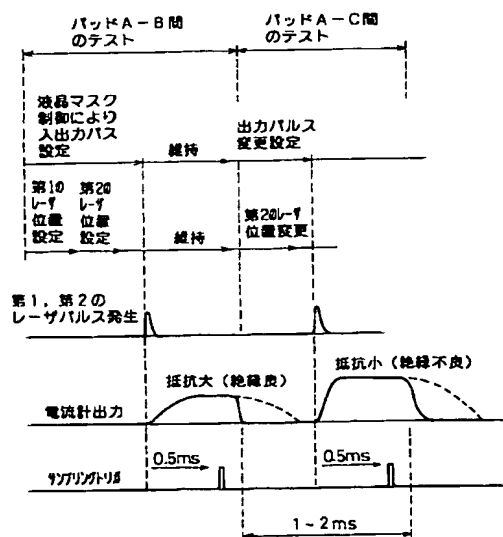 パッドA－B間
のテスト
パッドA－C間
のテスト
液晶マスク
制御により
入出力パス
設定
維持
出力パルス
変更設定
第1の
レーザ
位置
設定
第2の
レーザ
位置
設定
維持
第2のレーザ
位置変更
第1，第2の
レーザパルス発生
抵抗大（絶縁良）
抵抗小（絶縁不良）
電流計出力
0.5ms
0.5ms
サンプリングトリガ
1～2ms